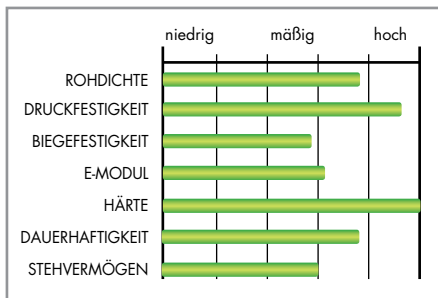 niedrig mäßig hoch
ROHDICHTE
DRUCKFESTIGKEIT
BIEGEFESTIGKEIT
E-MODUL
HÄRTE
DAUERHAFTIGKEIT
STEHVERMÖGEN